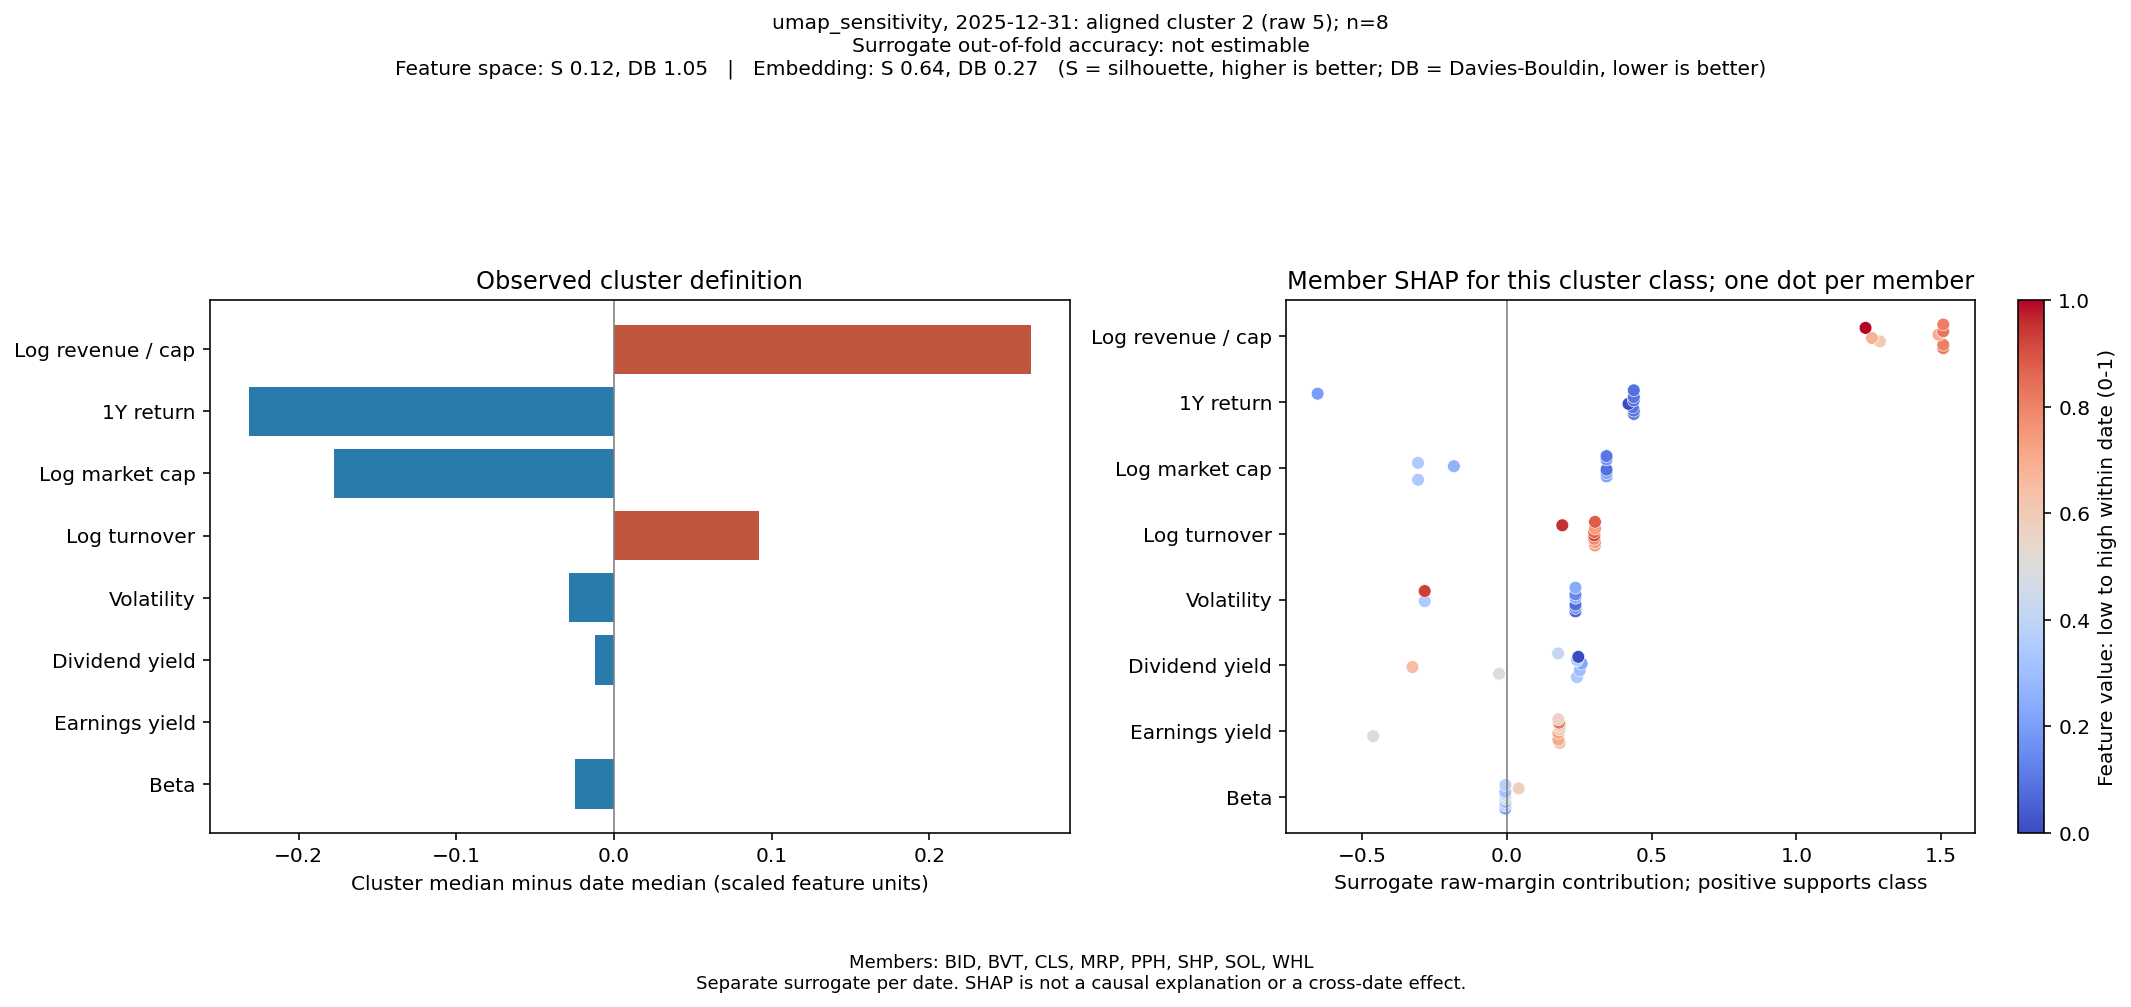 umap_sensitivity, 2025-12-31: aligned cluster 2 (raw 5); n=8
Surrogate out-of-fold accuracy: not estimable
Feature space: S 0.12, DB 1.05   |   Embedding: S 0.64, DB 0.27   (S = silhouette, higher is better; DB = Davies-Bouldin, lower is better)
Observed cluster definition
Log revenue / cap
1Y return
Log market cap
Log turnover
Volatility
Dividend yield
Earnings yield
Beta
−0.2 −0.1 0.0 0.1 0.2
Cluster median minus date median (scaled feature units)
Member SHAP for this cluster class; one dot per member
Log revenue / cap
1Y return
Log market cap
Log turnover
Volatility
Dividend yield
Earnings yield
Beta
−0.5 0.0 0.5 1.0 1.5
Surrogate raw-margin contribution; positive supports class
1.0
0.8
0.6
0.4
0.2
0.0
Feature value: low to high within date (0-1)
Members: BID, BVT, CLS, MRP, PPH, SHP, SOL, WHL
Separate surrogate per date. SHAP is not a causal explanation or a cross-date effect.